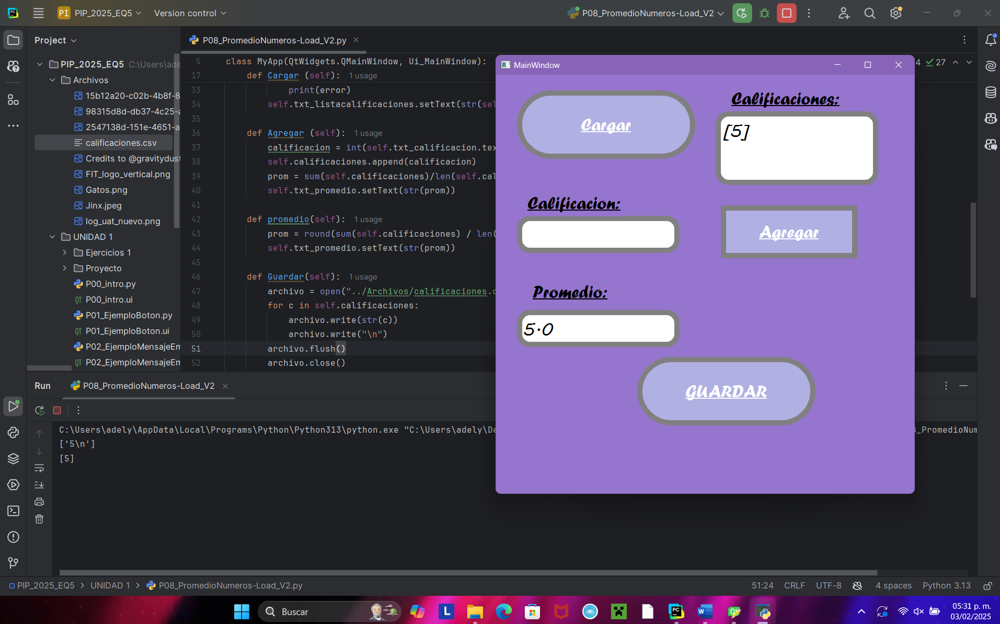 PI PIP_2025_EQ5 Version control P08_PromedioNumeros-Load_V2
Project
P08_PromedioNumeros-Load_V2.py
PIP_2025_EQ5 C:\Users\ade
Archivos
15b12a20-c02b-4b8f-8
98315d8d-db37-4c25-a
2547138d-151e-4651-a
calificaciones.csv
Credits to @gravitydust
FIT_logo_vertical.png
Gatos.png
Jinx.jpeg
log_uat_nuevo.png
UNIDAD 1
Ejercicios 1
Proyecto
P00_intro.py
P00_intro.ui
P01_EjemploBoton.py
P01_EjemploBoton.ui
P02_EjemploMensajeEm
P02_EjemploMensajeEm
5 class MyApp(QtWidgets.QMainWindow, Ui_MainWindow):
17 def Cargar (self): 1 usage
33 print(error)
34 self.txt_listacalificaciones.setText(str(sel
35
36 def Agregar (self): 1 usage
37 calificacion = int(self.txt_calificacion.tex
38 self.calificaciones.append(calificacion)
39 prom = sum(self.calificaciones)/len(self.cal
40 self.txt_promedio.setText(str(prom))
41
42 def promedio(self): 1 usage
43 prom = round(sum(self.calificaciones) / len(
44 self.txt_promedio.setText(str(prom))
45
46 def Guardar(self): 1 usage
47 archivo = open("../Archivos/calificaciones.c
48 for c in self.calificaciones:
49 archivo.write(str(c))
50 archivo.write("\n")
51 archivo.flush()
52 archivo.close()
4 27
MainWindow
Cargar
Calificaciones:
[5]
Calificacion:
Agregar
Promedio:
5.0
GUARDAR
Run P08_PromedioNumeros-Load_V2
C:\Users\adely\AppData\Local\Programs\Python\Python313\python.exe "C:\Users\adely\De
8_PromedioNum
['5\n']
[5]
PIP_2025_EQ5 > UNIDAD 1 > P08_PromedioNumeros-Load_V2.py
51:24 CRLF UTF-8 4 spaces Python 3.13
Buscar
05:31 p. m.
03/02/2025